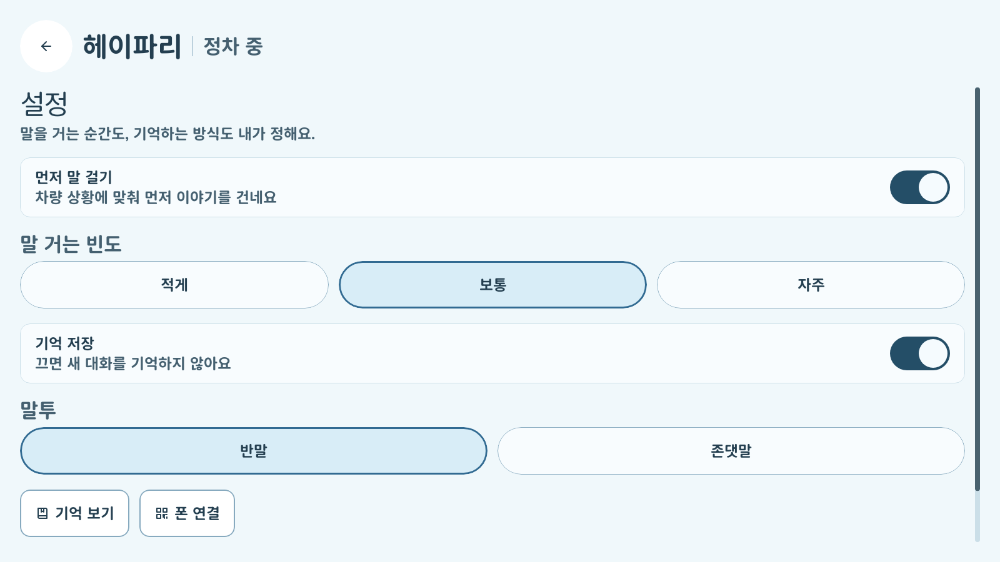 헤이파리
정차 중
설정
말을 거는 순간도, 기억하는 방식도 내가 정해요.
먼저 말 걸기
차량 상황에 맞춰 먼저 이야기를 건네요
말 거는 빈도
적게
보통
자주
기억 저장
끄면 새 대화를 기억하지 않아요
말투
반말
존댓말
기억 보기
폰 연결